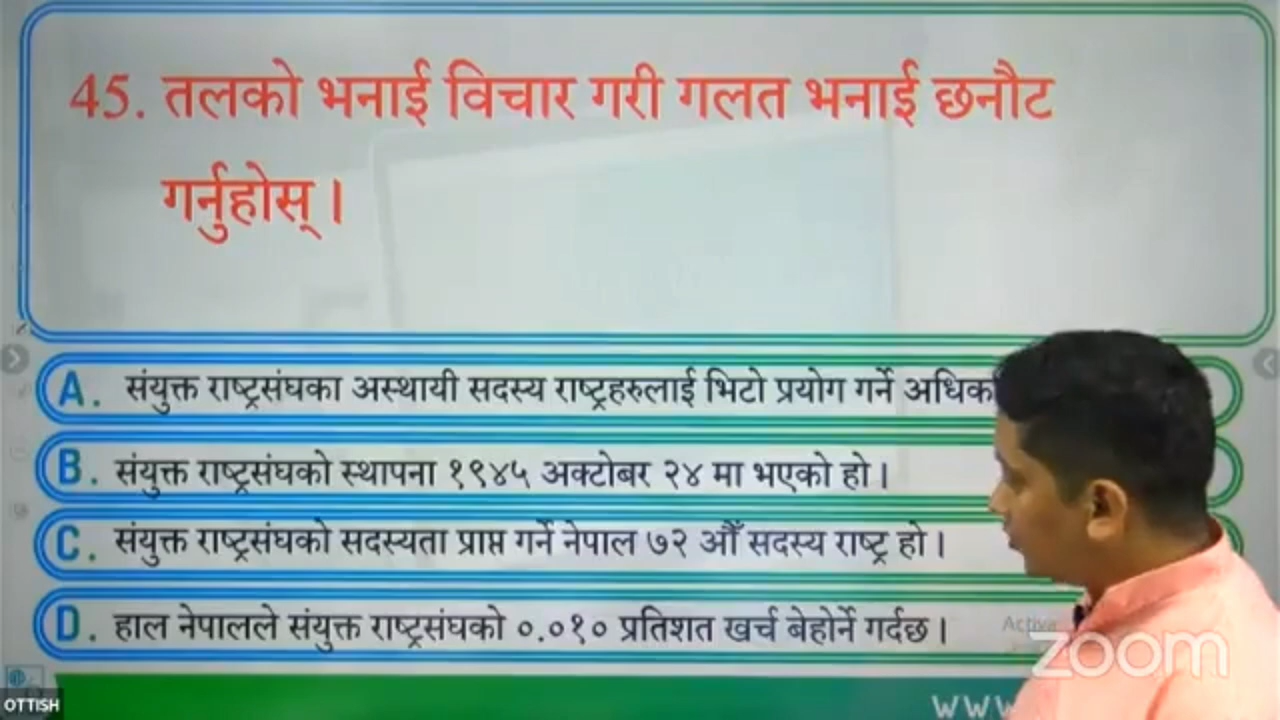 45. तलको भनाई विचार गरी गलत भनाई छनौट
गर्नुहोस् ।
A. संयुक्त राष्ट्रसंघका अस्थायी सदस्य राष्ट्रहरुलाई भिटो प्रयोग गर्ने
B. संयुक्त राष्ट्रसंघको स्थापना १९४५ अक्टोबर २४ मा भएको हो ।
C. संयुक्त राष्ट्रसंघको सदस्यता प्राप्त गर्ने नेपाल ७२ औँ सदस्य राष्ट्र हो ।
D. हाल नेपालले संयुक्त राष्ट्रसंघको ०.०१० प्रतिशत खर्च बेहोर्ने गर्दछ ।
zoom
OTTISH
www